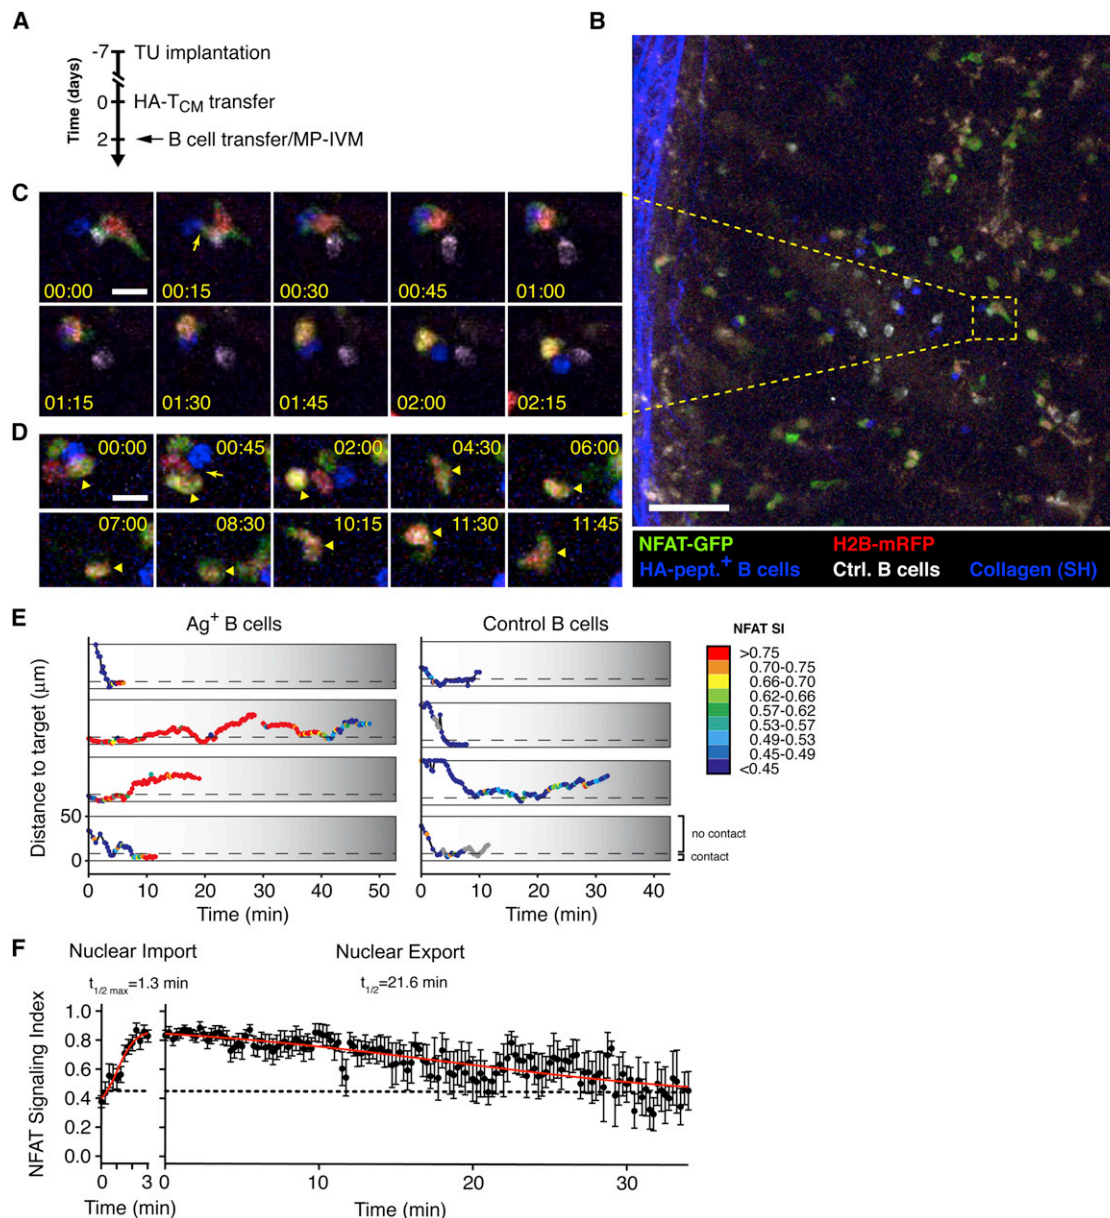 A
Time (days)
-7 TU implantation
0 HA-TCM transfer
2 B cell transfer/MP-IVM
B
C
00:00 00:15 00:30 00:45 01:00
01:15 01:30 01:45 02:00 02:15
D
00:00 00:45 02:00 04:30 06:00
07:00 08:30 10:15 11:30 11:45
NFAT-GFP H2B-mRFP
HA-pept.+ B cells Ctrl. B cells Collagen (SH)
E
Ag+ B cells Control B cells
Distance to target (µm)
50
0
0 10 20 30 40 50
Time (min)
0 10 20 30 40
Time (min)
no contact
contact
NFAT SI
>0.75
0.70-0.75
0.66-0.70
0.62-0.66
0.57-0.62
0.53-0.57
0.49-0.53
0.45-0.49
<0.45
F
Nuclear Import Nuclear Export
t1/2 max=1.3 min t1/2=21.6 min
NFAT Signaling Index
1.0
0.8
0.6
0.4
0.2
0.0
0 3 0 10 20 30
Time (min) Time (min)